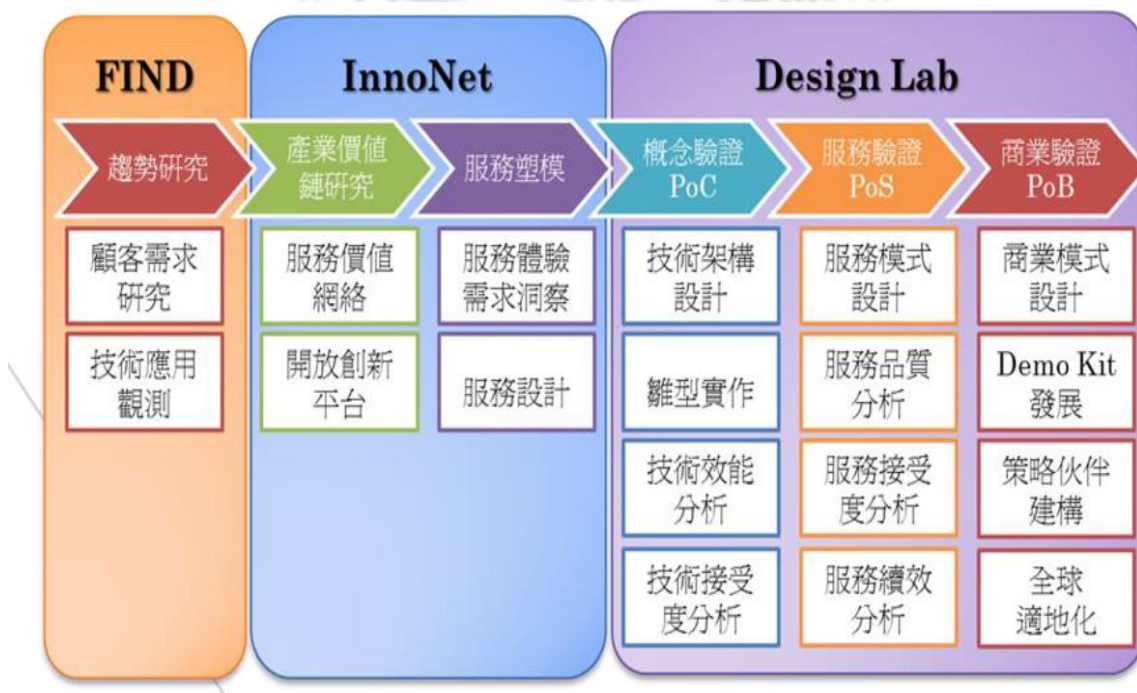 FIND
InnoNet
Design Lab
趨勢研究
產業價值
鏈研究
服務塑模
概念驗證
PoC
服務驗證
PoS
商業驗證
PoB
顧客需求
研究
技術應用
觀測
服務價值
網絡
開放創新
平台
服務體驗
需求洞察
服務設計
技術架構
設計
雛型實作
技術效能
分析
技術接受
度分析
服務模式
設計
服務品質
分析
服務接受
度分析
服務續效
分析
商業模式
設計
Demo Kit
發展
策略伙伴
建構
全球
適地化